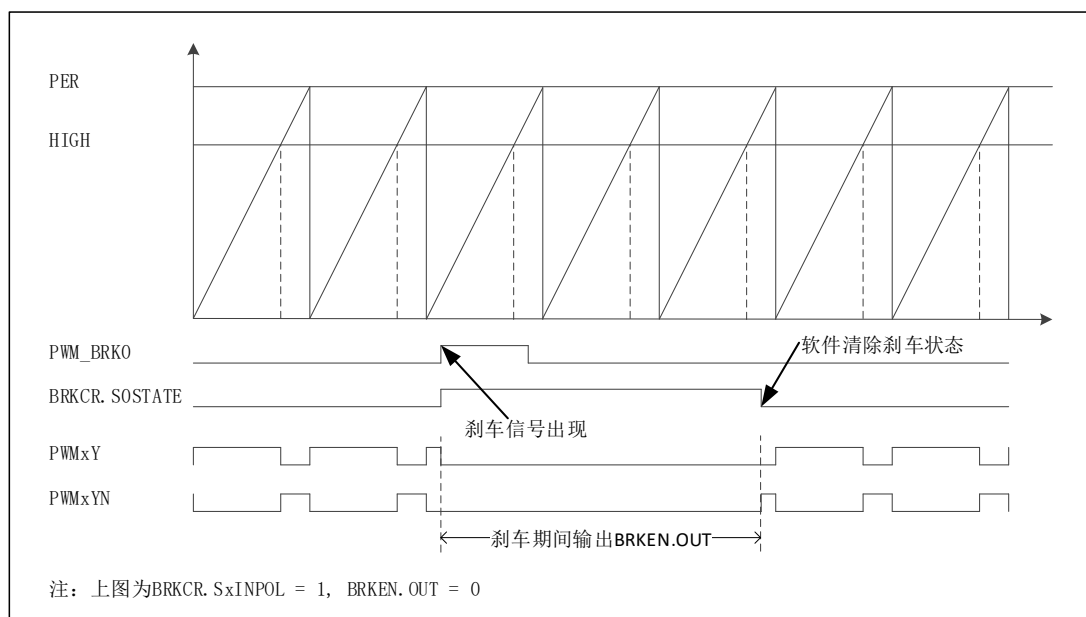 PER
HIGH
PWM_BRK0
软件清除刹车状态
BRKCR.S0STATE
刹车信号出现
PWMxY
PWMxYN
刹车期间输出BRKEN.OUT
注：上图为BRKCR.SxINPOL = 1, BRKEN.OUT = 0